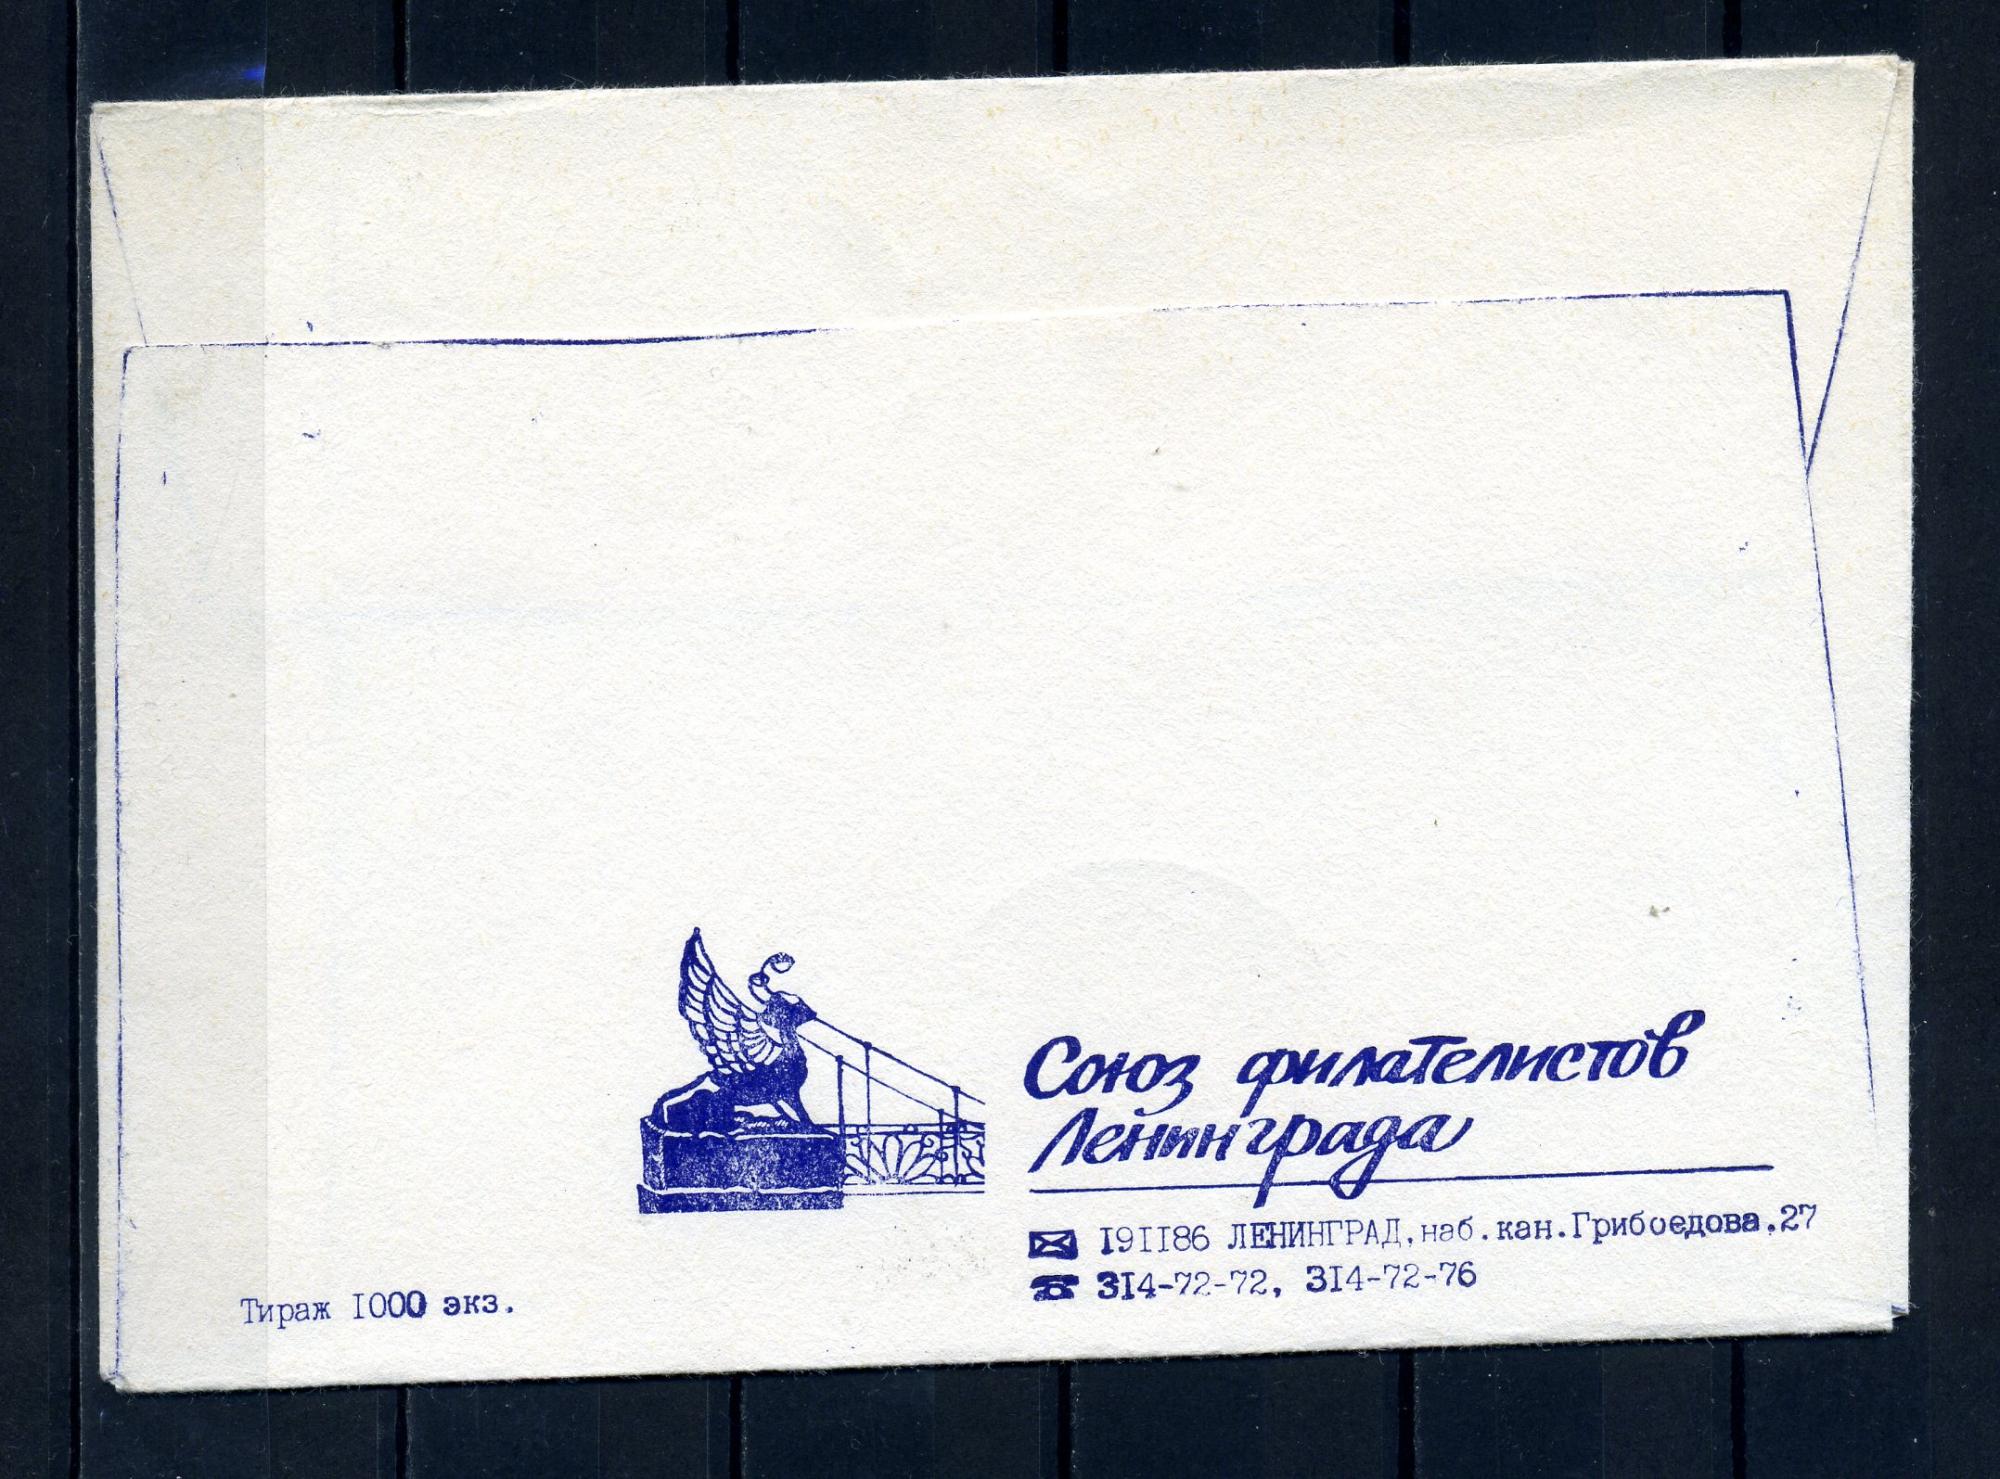 Союз филателистов
Ленинграда
191186 ЛЕНИНГРАД, наб.кан.Грибоедова.27
314-72-72, 314-72-76
Тираж 1000 экз.